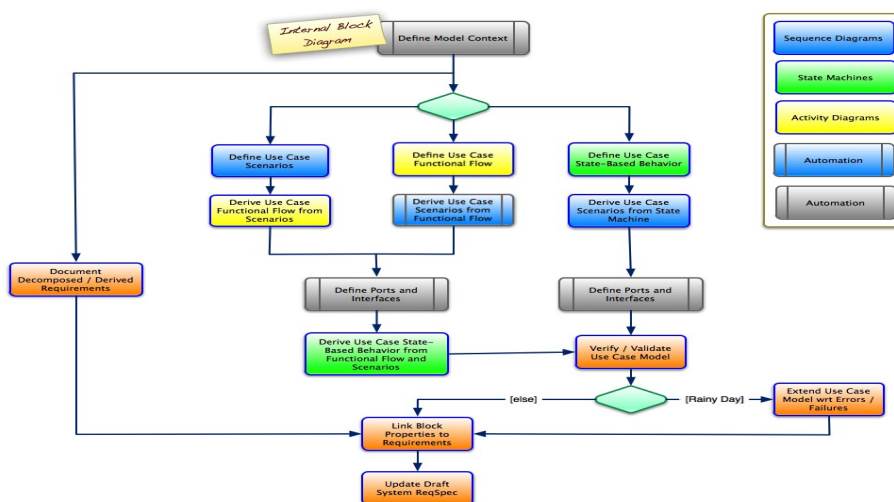 Internal Block
Diagram
Define Model Context
Sequence Diagrams
State Machines
Activity Diagrams
Automation
Automation
Define Use Case
Scenarios
Define Use Case
Functional Flow
Define Use Case
State-Based Behavior
Derive Use Case
Functional Flow from
Scenarios
Derive Use Case
Scenarios from
Functional Flow
Derive Use Case
Scenarios from State
Machine
Document
Decomposed / Derived
Requirements
Define Ports and
Interfaces
Define Ports and
Interfaces
Derive Use Case State-
Based Behavior from
Functional Flow and
Scenarios
Verify / Validate
Use Case Model
[else]
[Rainy Day]
Extend Use Case
Model wrt Errors /
Failures
Link Block
Properties to
Requirements
Update Draft
System ReqSpec